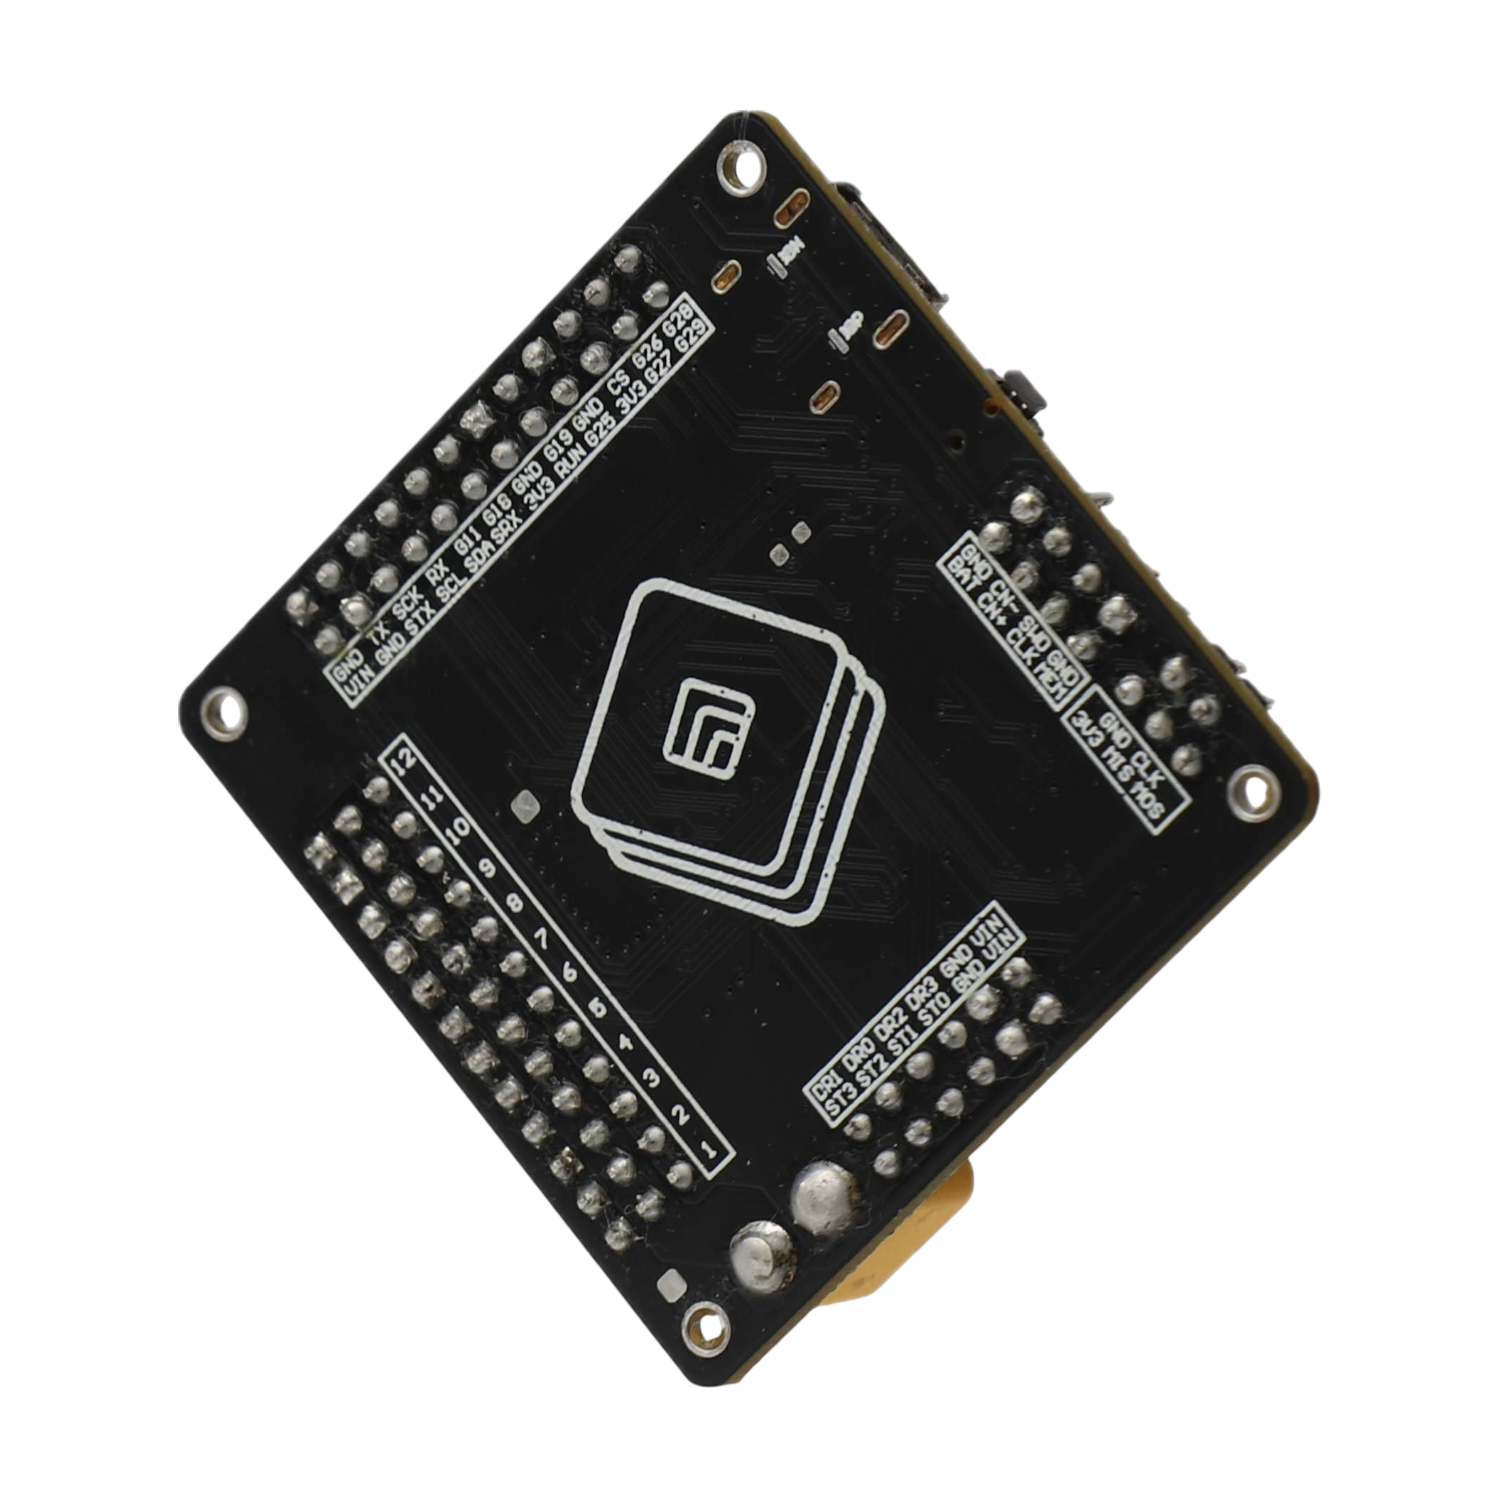 GND TX SCK RX G11 G18 GND G19 GND CS G26 G28
VIN GND STX SCL SDA SRX 3V3 RUN G25 3V3 G27 G29
GND CN- SWD GND
BAT CN+ CLK MEM
GND CLK
3V3 MIS MOS
12 11 10 9 8 7 6 5 4 3 2 1
DR1 DR0 DR2 DR3 GND VIN
ST3 ST2 ST1 ST0 GND VIN